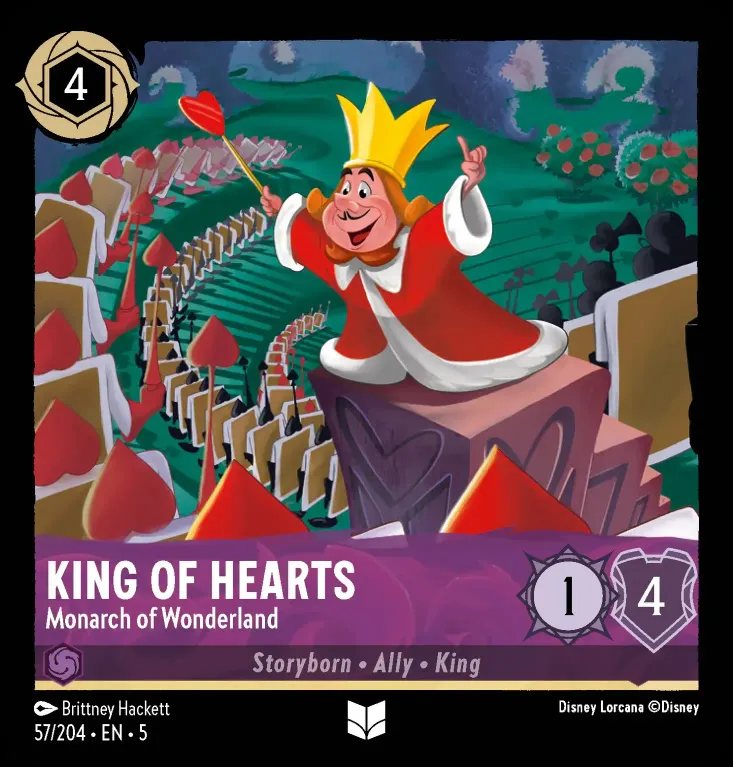 4
KING OF HEARTS
Monarch of Wonderland
1
4
Storyborn • Ally • King
Brittney Hackett
Disney Lorcana ©Disney
57/204 • EN • 5